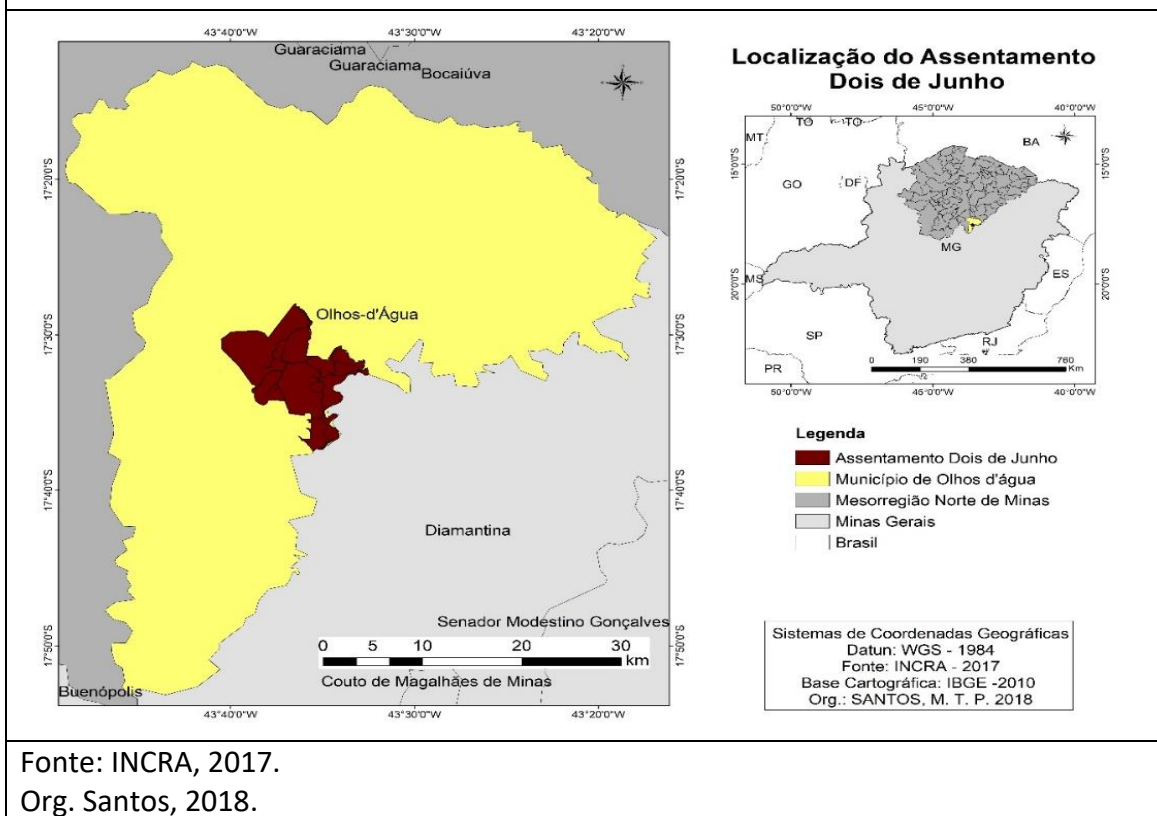 43°40'0"W
43°30'0"W
43°20'0"W
Guaraciama
Guaraciama
Bocaiúva
17°20'0"S
17°20'0"S
Olhos-d'Água
17°30'0"S
17°30'0"S
17°40'0"S
17°40'0"S
Diamantina
Senador Modestino Gonçalves
0 5 10 20 30
km
17°50'0"S
17°50'0"S
Couto de Magalhães de Minas
Buenópolis
43°40'0"W
43°30'0"W
43°20'0"W
Localização do Assentamento
Dois de Junho
50°0'0"W
45°0'0"W
40°0'0"W
TO
TO
MT
BA
15°0'0"S
15°0'0"S
GO
DF
MG
MS
ES
20°0'0"S
20°0'0"S
SP
RJ
0 190 380 760
Km
PR
50°0'0"W
45°0'0"W
40°0'0"W
Legenda
Assentamento Dois de Junho
Município de Olhos d'água
Mesorregião Norte de Minas
Minas Gerais
Brasil
Sistemas de Coordenadas Geográficas
Datun: WGS - 1984
Fonte: INCRA - 2017
Base Cartográfica: IBGE -2010
Org.: SANTOS, M. T. P. 2018
Fonte: INCRA, 2017.
Org. Santos, 2018.